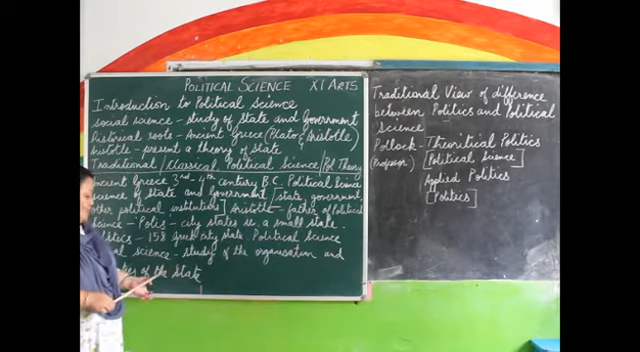 POLITICAL SCIENCE XI ARTS
Introduction to Political science
social science - study of State and Government
historical roots - Ancient Greece (Plato & Aristotle)
Aristotle - present a theory of State
Traditional / Classical Political Science / Pol Theory
Ancient Greece 3rd - 4th century B.C. Political Science
science of State and Government [state, government,
other political institutions] Aristotle - father of Political
Science - 'Polis' - city states i.e a small state.
158 Greek city state Political Science
science - study of the organisation and
of the State
Traditional View of difference
between Politics and Political
Science
Pollock - Theoritical Politics
(Professor) [Political Science]
Applied Politics
[Politics]